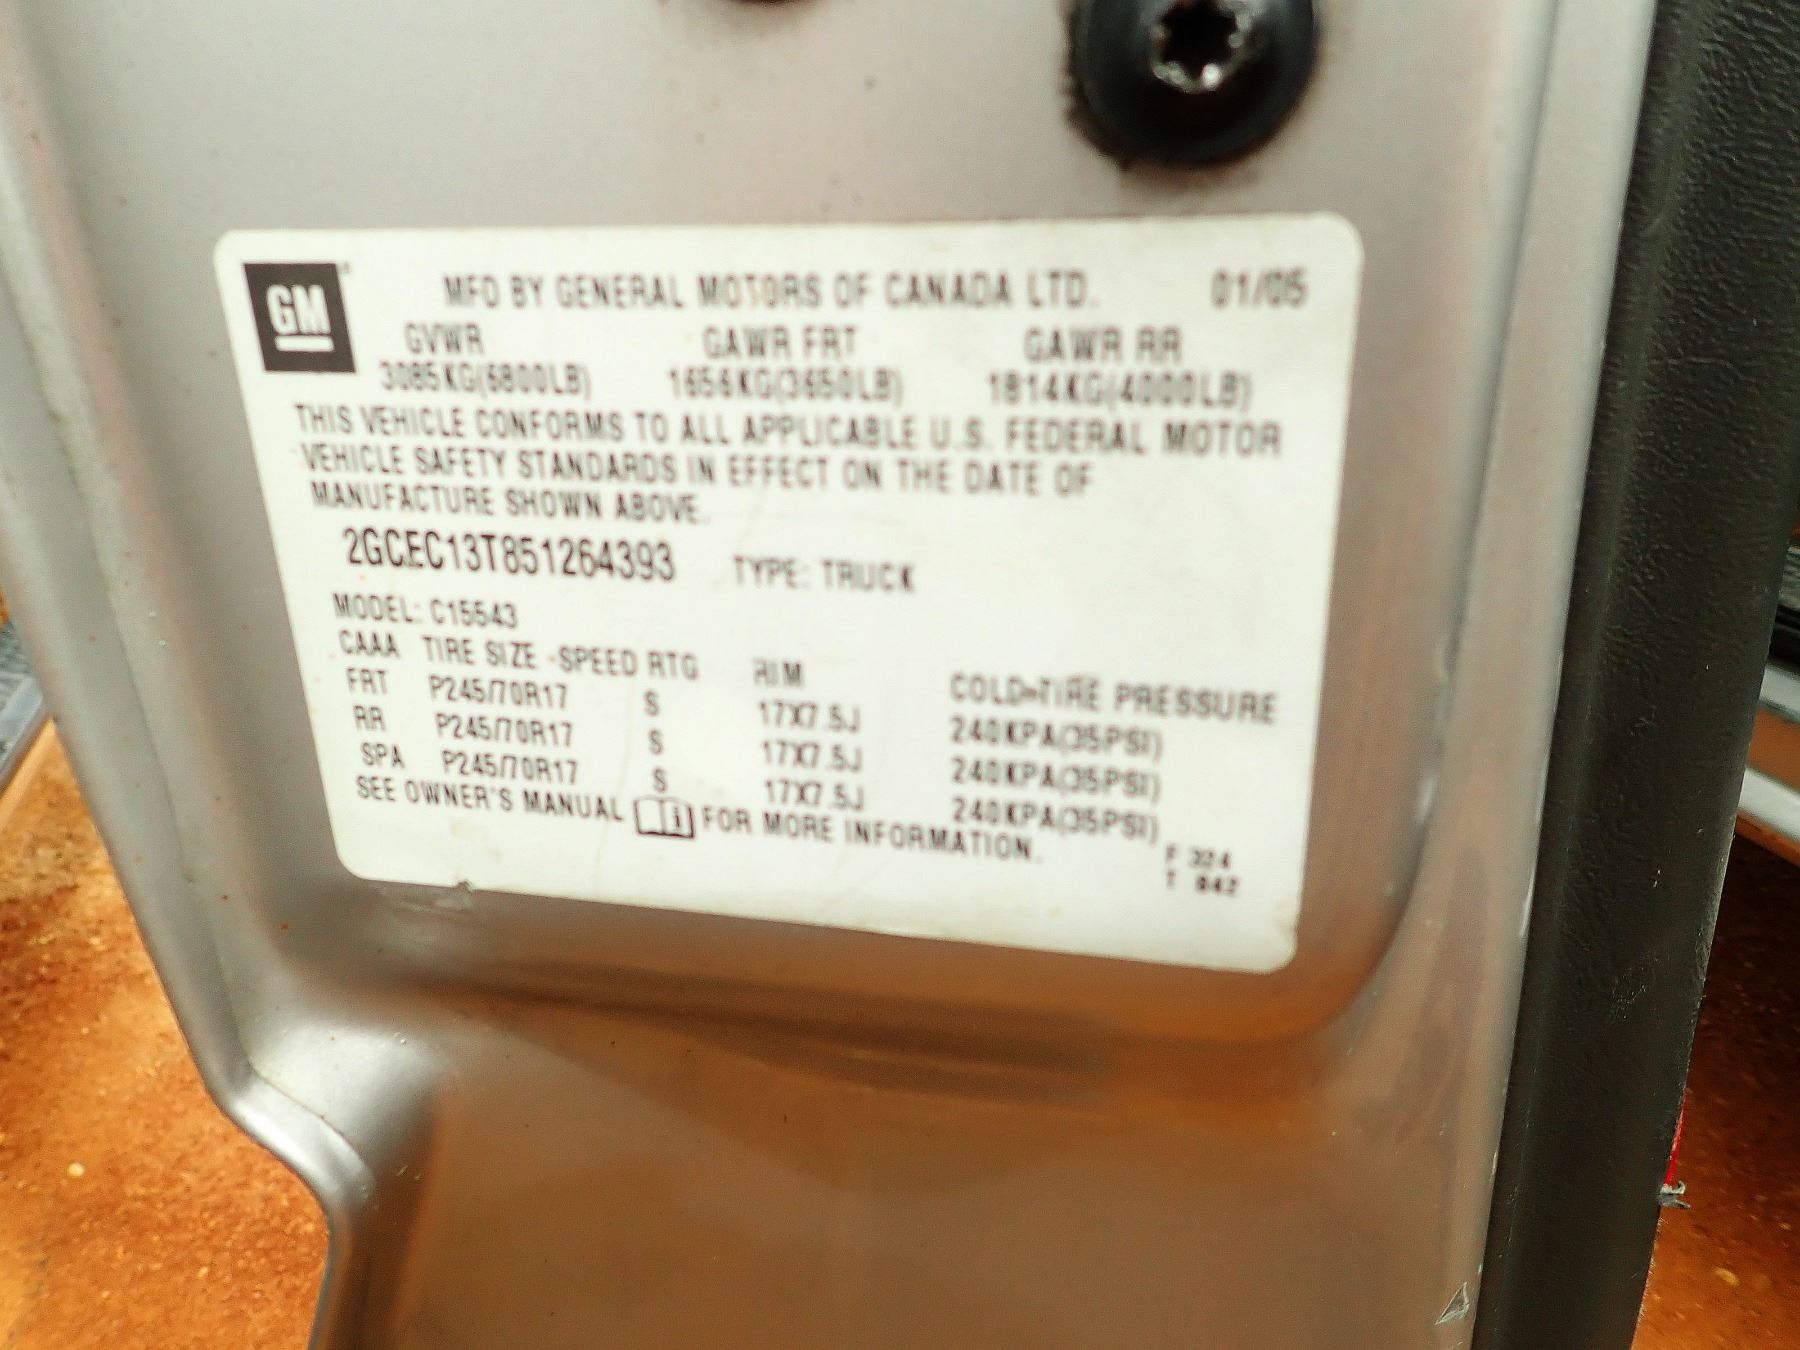 GM
MFD BY GENERAL MOTORS OF CANADA LTD. 01/05
GVWR GAWR FRT GAWR RR
3085KG(6800LB) 1656KG(3650LB) 1814KG(4000LB)
THIS VEHICLE CONFORMS TO ALL APPLICABLE U.S. FEDERAL MOTOR
VEHICLE SAFETY STANDARDS IN EFFECT ON THE DATE OF
MANUFACTURE SHOWN ABOVE.
2GCEC13T851264393 TYPE: TRUCK
MODEL: C15543
CAAA TIRE SIZE SPEED RTG RIM COLD TIRE PRESSURE
FRT P245/70R17 S 17X7.5J 240KPA(35PSI)
RR P245/70R17 S 17X7.5J 240KPA(35PSI)
SPA P245/70R17 S 17X7.5J 240KPA(35PSI)
SEE OWNER'S MANUAL FOR MORE INFORMATION.
F 324
T 842